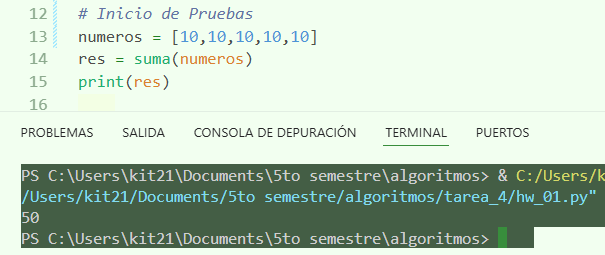 12 # Inicio de Pruebas
13 numeros = [10,10,10,10,10]
14 res = suma(numeros)
15 print(res)
16
PROBLEMAS SALIDA CONSOLA DE DEPURACIÓN TERMINAL PUERTOS
PS C:\Users\kit21\Documents\5to semestre\algoritmos> & C:/Users/k
/Users/kit21/Documents/5to semestre/algoritmos/tarea_4/hw_01.py"
50
PS C:\Users\kit21\Documents\5to semestre\algoritmos>